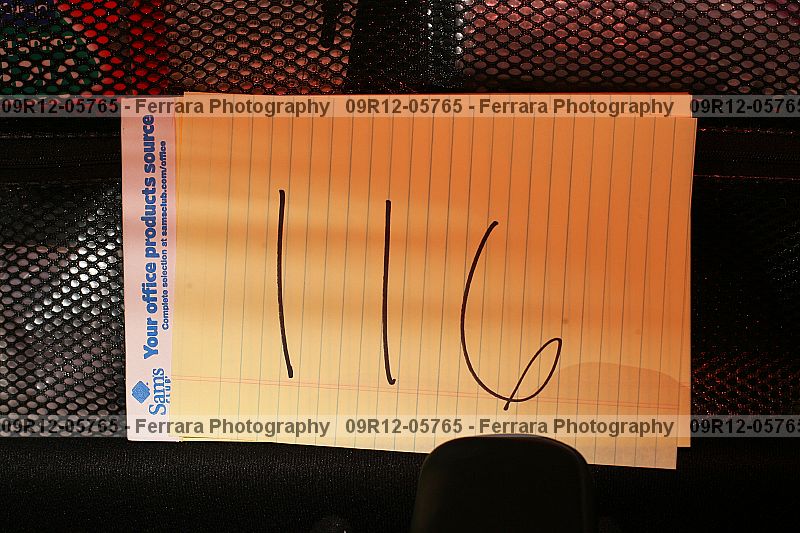 09R12-05765 - Ferrara Photography 09R12-05765 - Ferrara Photography 09R12-05765
Your office products source
Complete selection at samsclub.com/office
Sam's
CLUB
116
09R12-05765 - Ferrara Photography 09R12-05765 - Ferrara Photography 09R12-05765